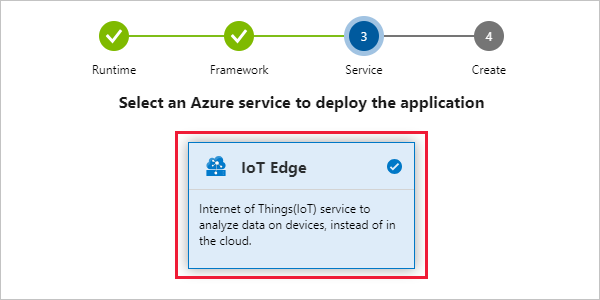 3
4
Runtime
Framework
Service
Create
Select an Azure service to deploy the application
IoT Edge
Internet of Things(IoT) service to
analyze data on devices, instead of in
the cloud.